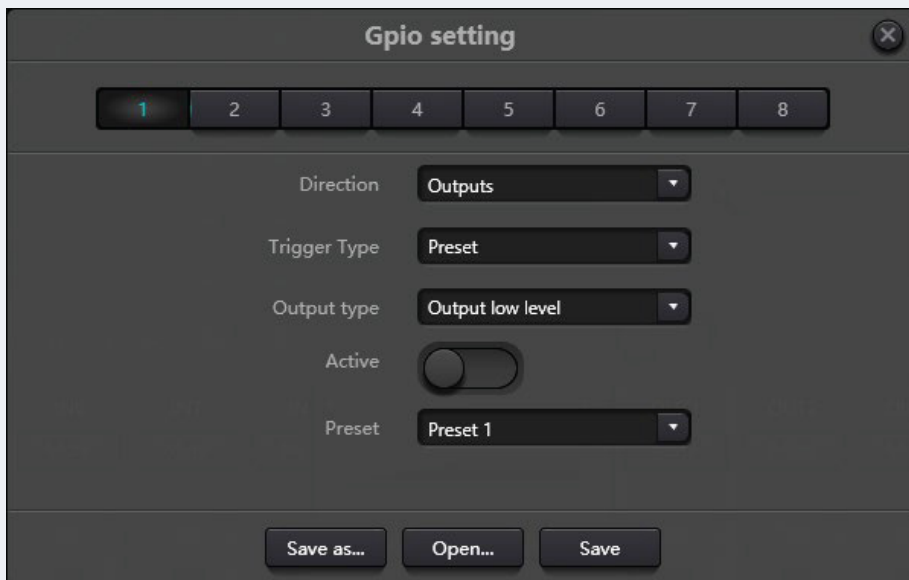 Gpio setting
1 2 3 4 5 6 7 8
Direction Outputs
Trigger Type Preset
Output type Output low level
Active
Preset Preset 1
Save as... Open... Save